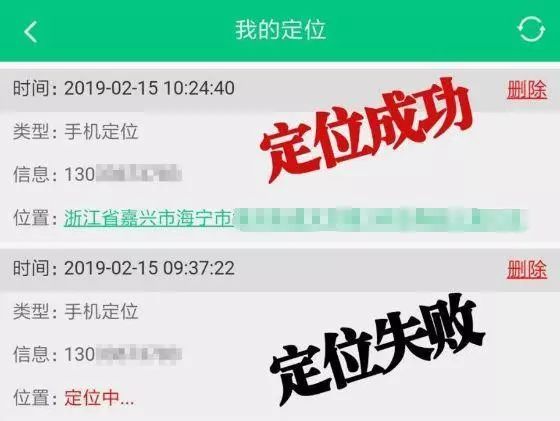 我的定位
时间：2019-02-15 10:24:40 删除
定位成功
类型：手机定位
信息：130
位置：浙江省嘉兴市海宁市
时间：2019-02-15 09:37:22 删除
类型：手机定位
定位失败
信息：130
位置：定位中...